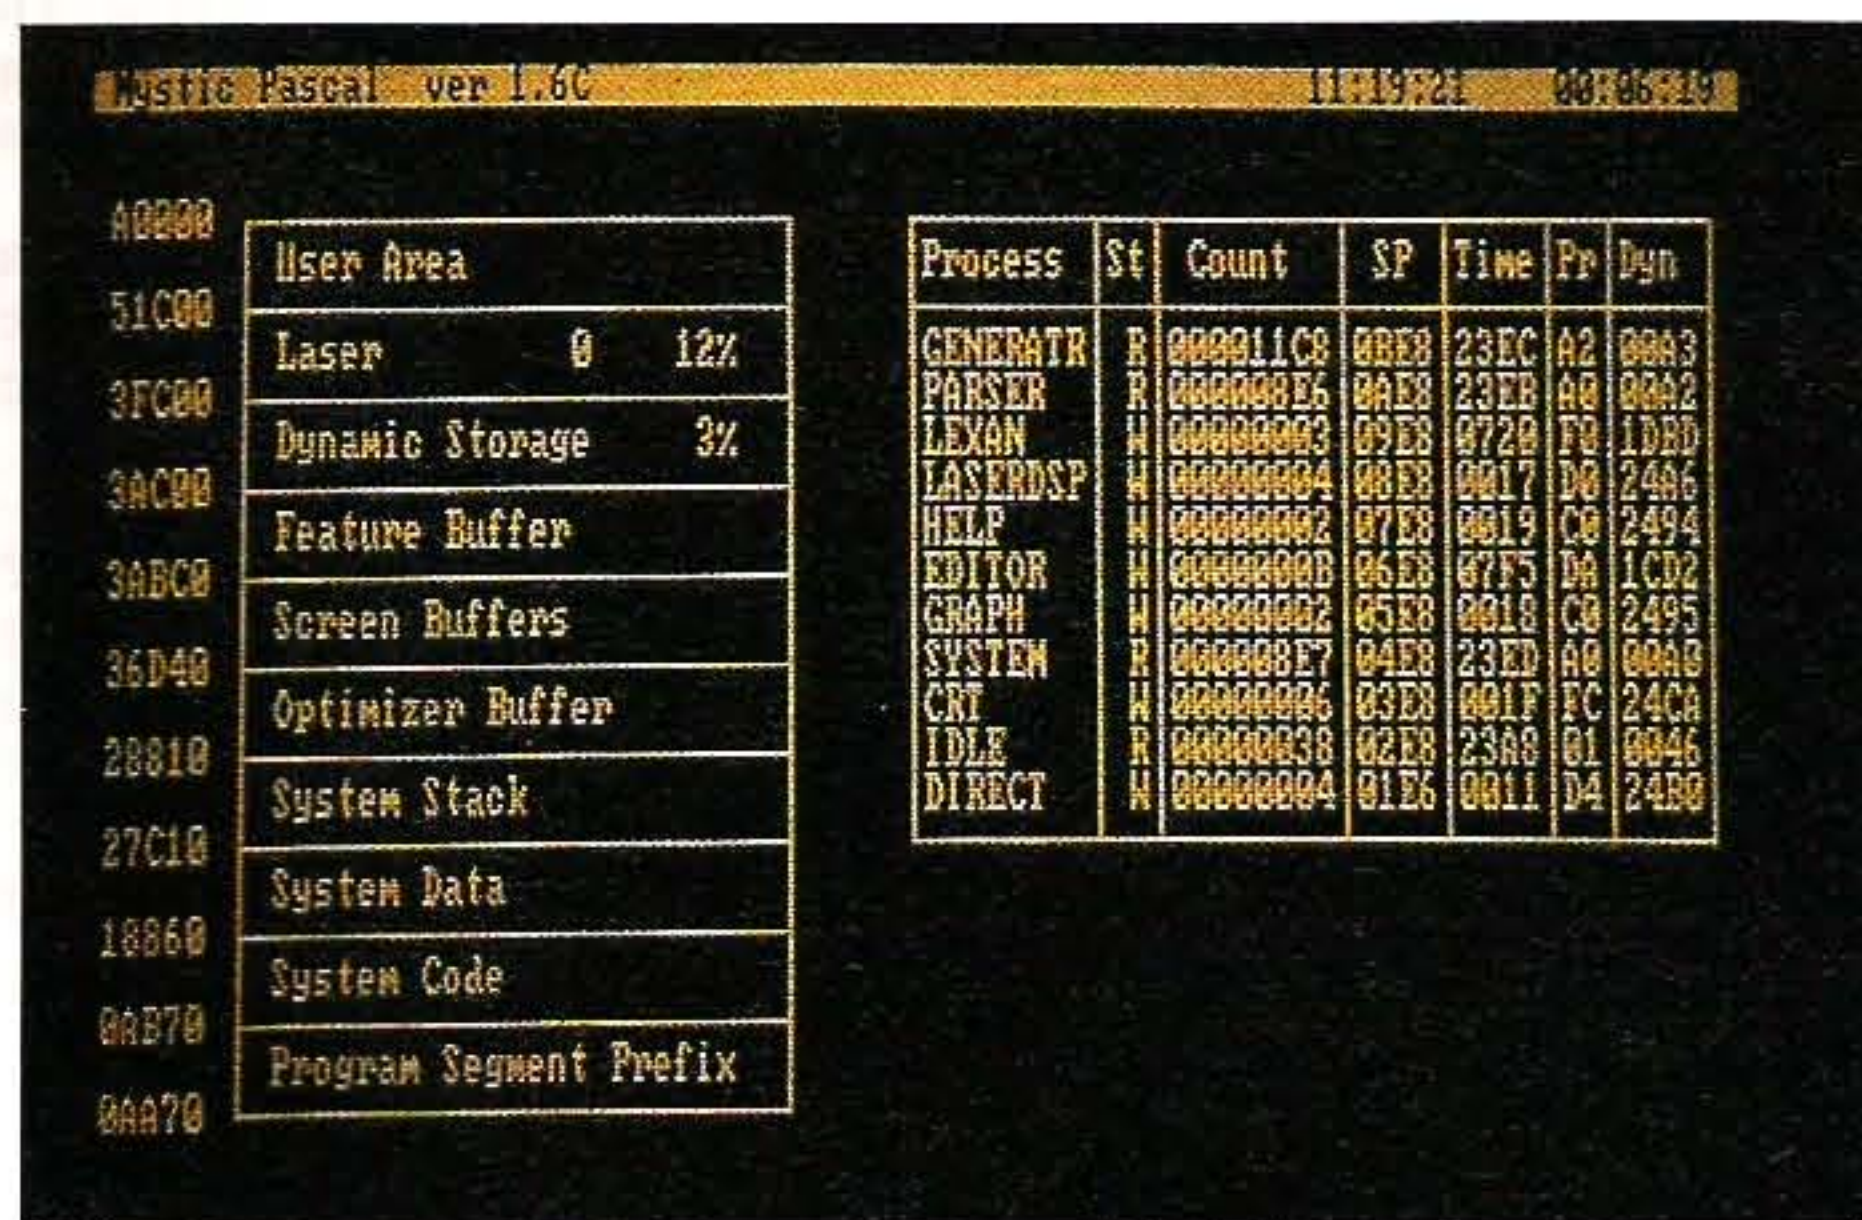 Mystic Pascal ver 1.6C 11:19:21 00:06:19
A0000
User Area
51C00
Laser 0 12%
3FC00
Dynamic Storage 3%
3AC00
Feature Buffer
3ABC0
Screen Buffers
36D40
Optimizer Buffer
28810
System Stack
27C10
System Data
18860
System Code
0AB70
Program Segment Prefix
0AA70
Process St Count SP Time Pr Dyn
GENERATR R 000011C8 0BE8 23EC A2 00A3
PARSER R 000008E6 0AE8 23EB A0 00A2
LEXAN W 00000003 09E8 0720 F0 1DBD
LASERDSP W 00000004 08E8 0017 D0 24A6
HELP W 00000002 07E8 0019 C0 2494
EDITOR W 0000000B 06E8 07F5 DA 1CD2
GRAPH W 00000002 05E8 0018 C0 2495
SYSTEM R 000008E7 04E8 23ED A0 00A0
CRT W 00000006 03E8 001F FC 24CA
IDLE R 00000038 02E8 23A8 01 0046
DIRECT W 00000004 01E6 0011 D4 24B0